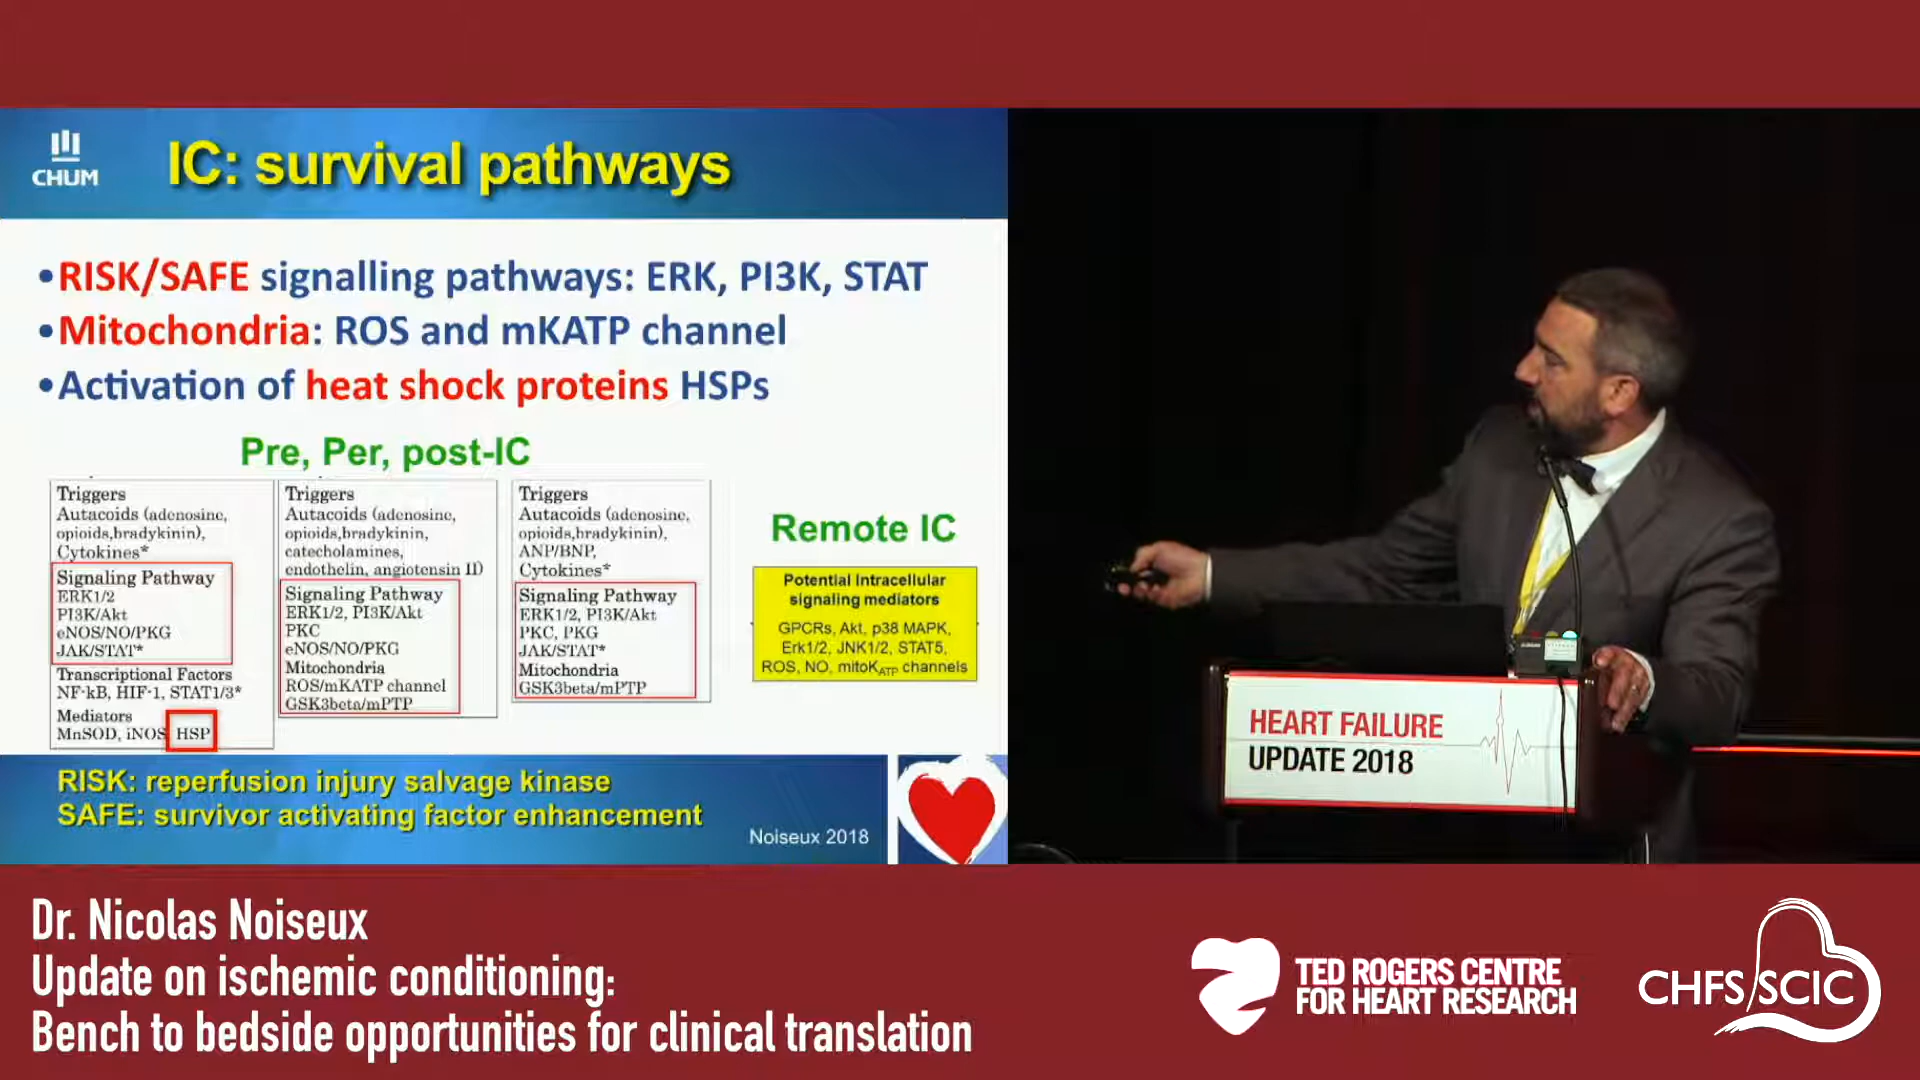 CHUM
IC: survival pathways
•RISK/SAFE signalling pathways: ERK, PI3K, STAT
•Mitochondria: ROS and mKATP channel
•Activation of heat shock proteins HSPs
Pre, Per, post-IC
Triggers
Autacoids (adenosine,
opioids,bradykinin),
Cytokines*
Signaling Pathway
ERK1/2
PI3K/Akt
eNOS/NO/PKG
JAK/STAT*
Transcriptional Factors
NF-kB, HIF-1, STAT1/3*
Mediators
MnSOD, iNOS HSP
Triggers
Autacoids (adenosine,
opioids,bradykinin,
catecholamines,
endothelin, angiotensin II)
Signaling Pathway
ERK1/2, PI3K/Akt
PKC
eNOS/NO/PKG
Mitochondria
ROS/mKATP channel
GSK3beta/mPTP
Triggers
Autacoids (adenosine,
opioids,bradykinin),
ANP/BNP,
Cytokines*
Signaling Pathway
ERK1/2, PI3K/Akt
PKC, PKG
JAK/STAT*
Mitochondria
GSK3beta/mPTP
Remote IC
Potential Intracellular
signaling mediators
GPCRs, Akt, p38 MAPK,
Erk1/2, JNK1/2, STAT5,
ROS, NO, mitoKATP channels
RISK: reperfusion injury salvage kinase
SAFE: survivor activating factor enhancement
Noiseux 2018
HEART FAILURE
UPDATE 2018
Dr. Nicolas Noiseux
Update on ischemic conditioning:
Bench to bedside opportunities for clinical translation
TED ROGERS CENTRE
FOR HEART RESEARCH
CHFS SCIC